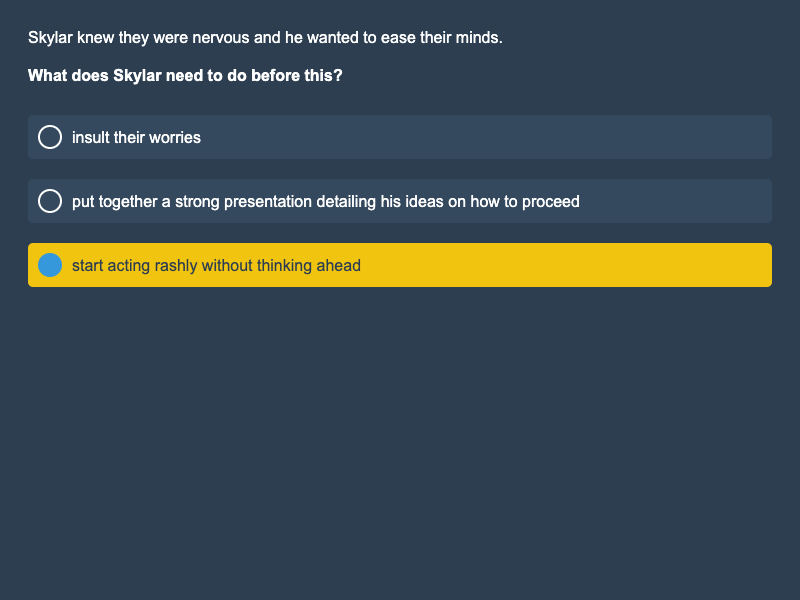 Skylar knew they were nervous and he wanted to ease their minds.
What does Skylar need to do before this?
insult their worries
put together a strong presentation detailing his ideas on how to proceed
start acting rashly without thinking ahead